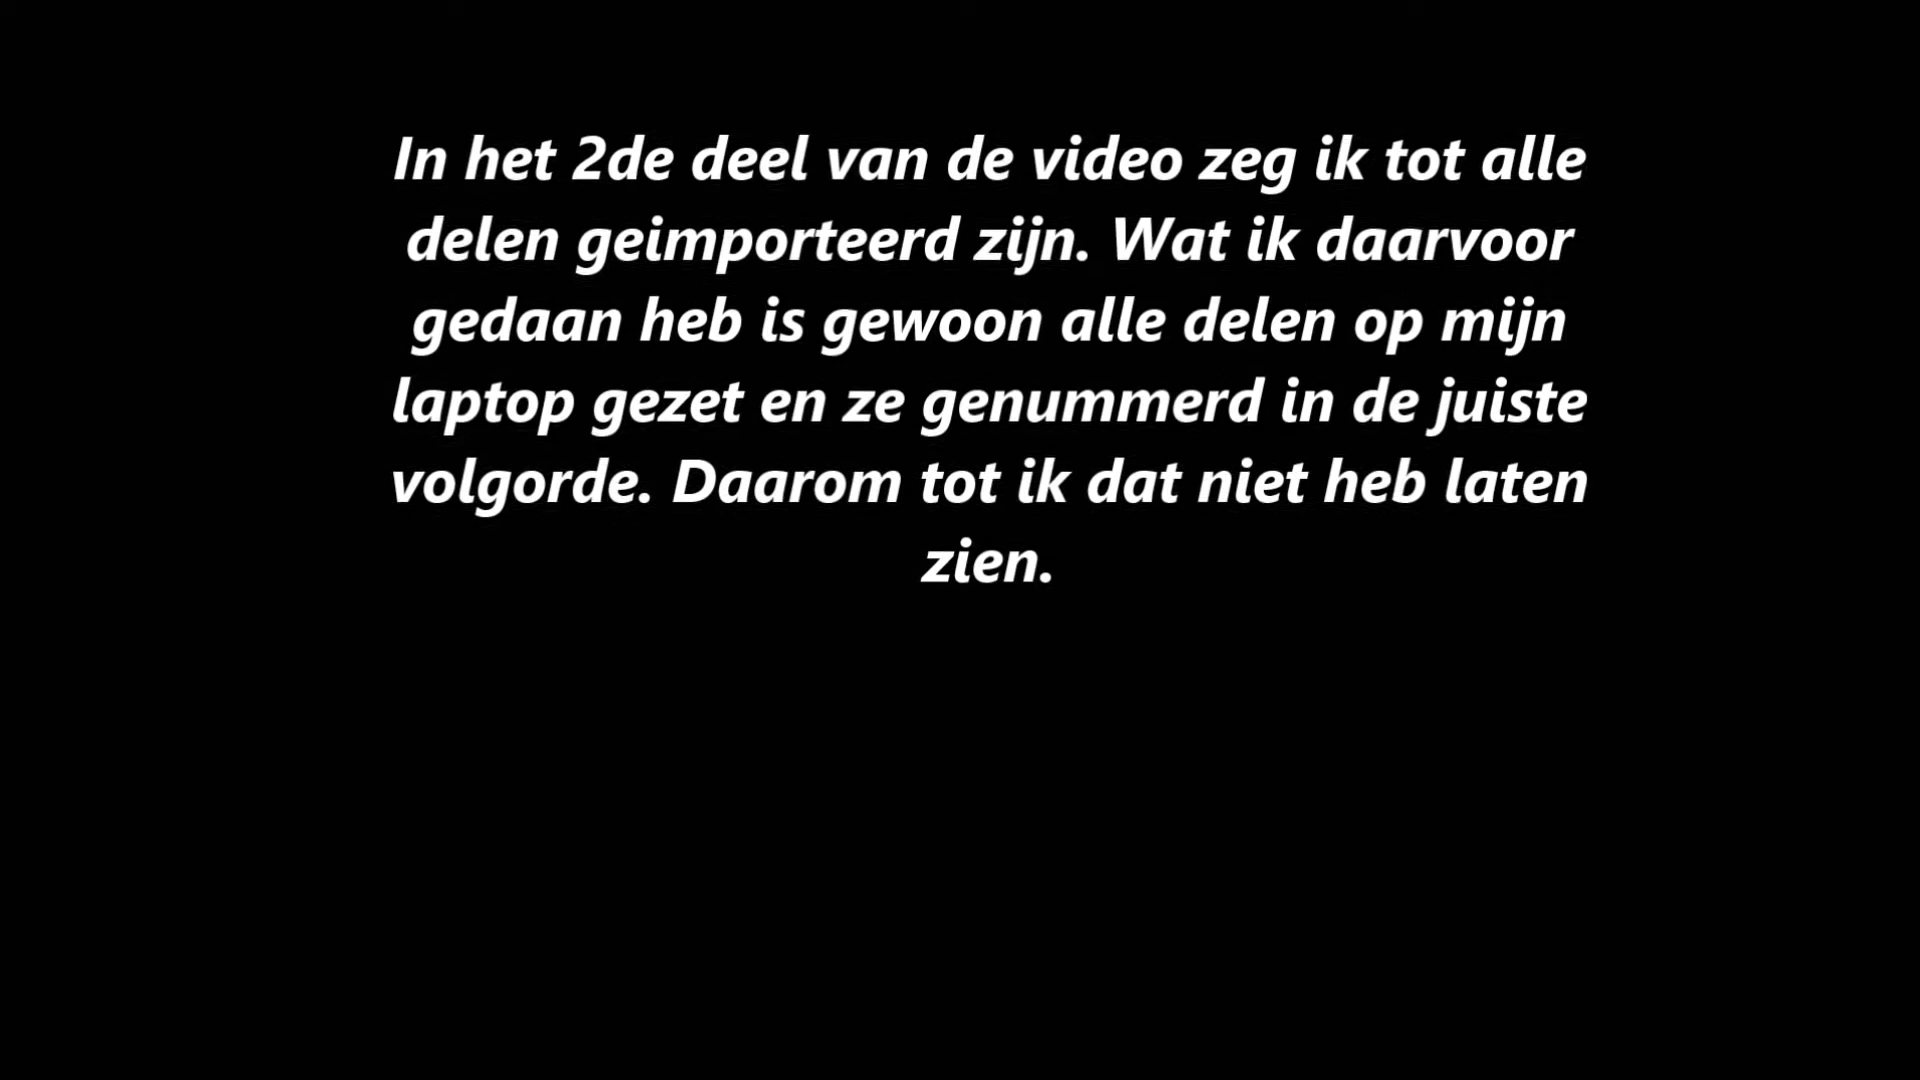 In het 2de deel van de video zeg ik tot alle
delen geimporteerd zijn. Wat ik daarvoor
gedaan heb is gewoon alle delen op mijn
laptop gezet en ze genummerd in de juiste
volgorde. Daarom tot ik dat niet heb laten
zien.